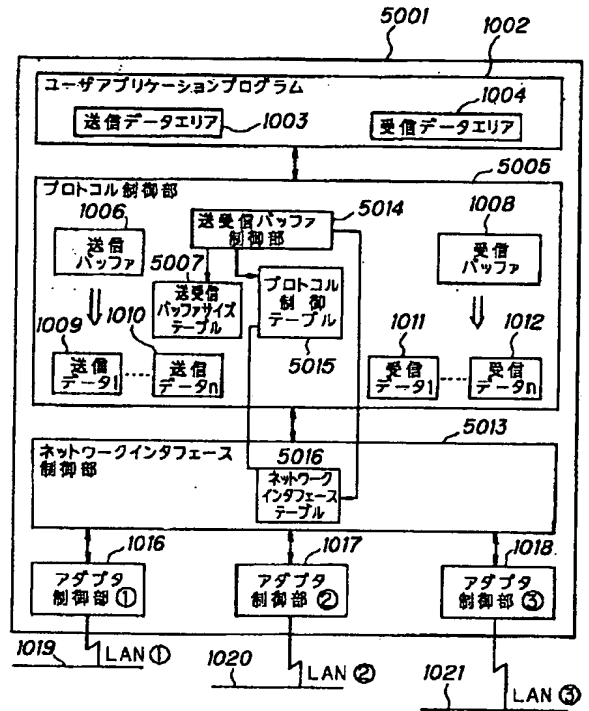 5001
1002
ユーザアプリケーションプログラム
1004
送信データエリア
1003
受信データエリア
5005
プロトコル制御部
1006
送信
バッファ
送受信バッファ
制御部
5014
1008
受信
バッファ
5007
送受信
バッファサイズ
テーブル
プロトコル
制御
テーブル
5015
1009
1010
送信
データ1
送信
データn
1011
1012
受信
データ1
受信
データn
5013
ネットワークインタフェース
制御部
5016
ネットワーク
インタフェース
テーブル
1016
1017
1018
アダプタ
制御部①
アダプタ
制御部②
アダプタ
制御部③
1019
LAN①
1020
LAN②
1021
LAN③